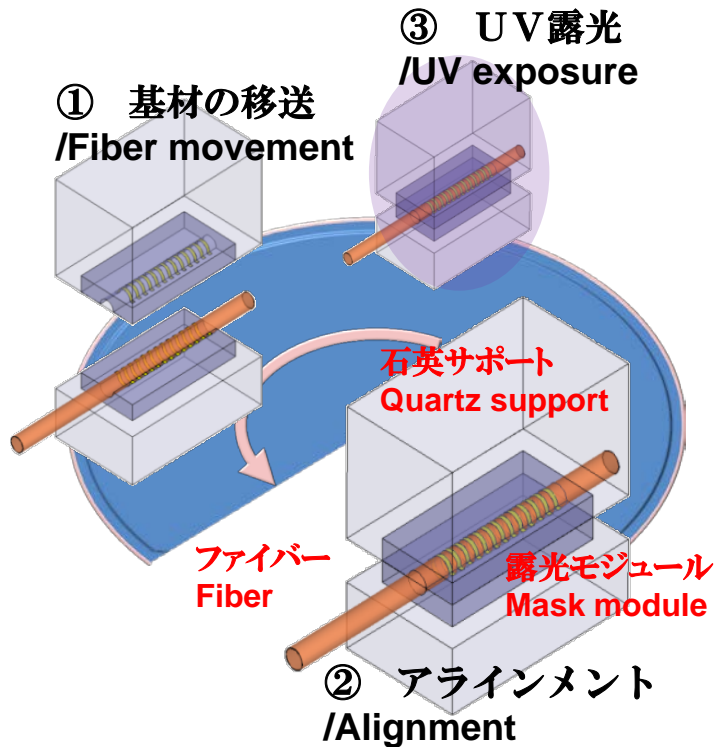 ① 基材の移送
/Fiber movement
③ ＵＶ露光
/UV exposure
石英サポート
Quartz support
ファイバー
Fiber
露光モジュール
Mask module
② アラインメント
/Alignment